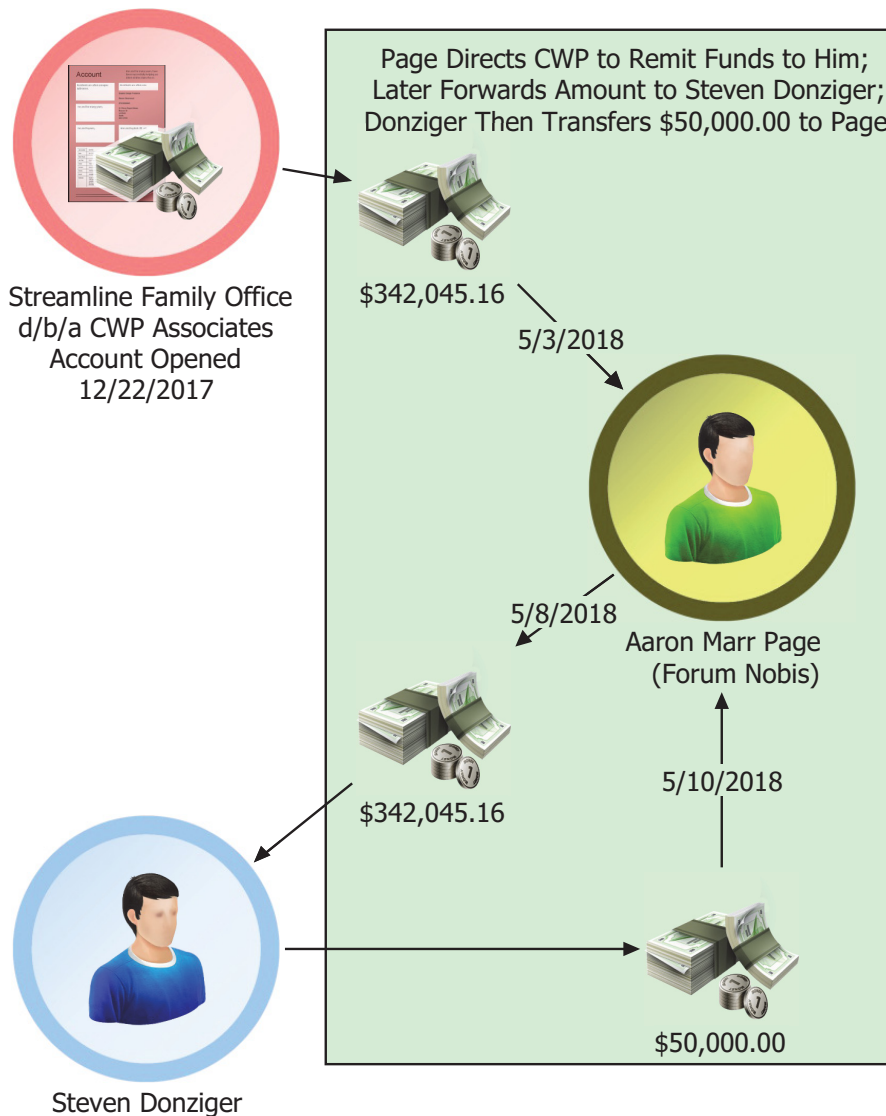 Page Directs CWP to Remit Funds to Him;
Later Forwards Amount to Steven Donziger;
Donziger Then Transfers $50,000.00 to Page
Account
Streamline Family Office
d/b/a CWP Associates
Account Opened
12/22/2017
$342,045.16
5/3/2018
Aaron Marr Page
(Forum Nobis)
5/8/2018
$342,045.16
5/10/2018
$50,000.00
Steven Donziger